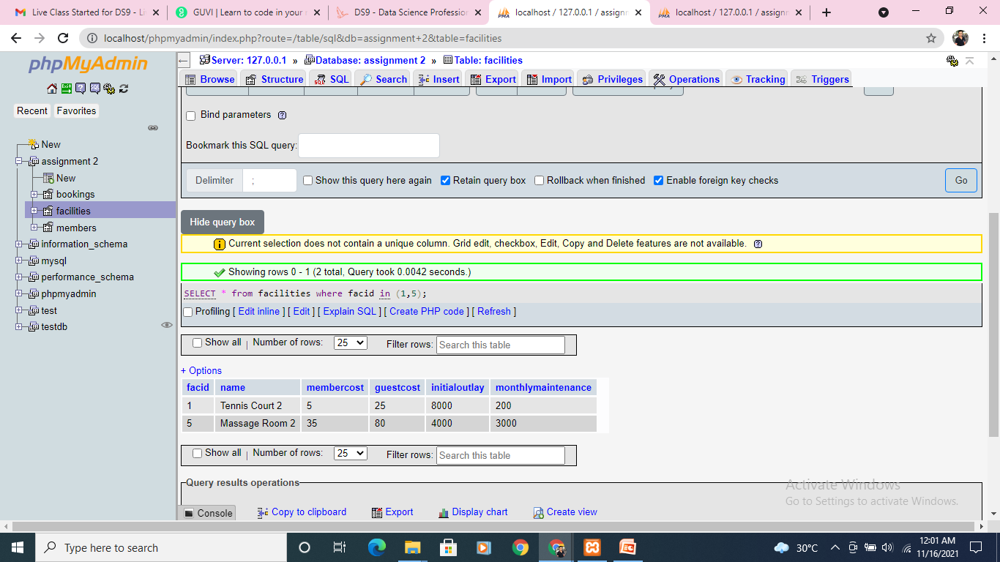 Live Class Started for DS9 - Li
GUVI | Learn to code in your
DS9 - Data Science Profession
localhost / 127.0.0.1 / assignm
localhost / 127.0.0.1 / assignm
localhost/phpmyadmin/index.php?route=/table/sql&db=assignment+2&table=facilities
phpMyAdmin
Recent Favorites
New
assignment 2
New
bookings
facilities
members
information_schema
mysql
performance_schema
phpmyadmin
test
testdb
Server: 127.0.0.1 » Database: assignment 2 » Table: facilities
Browse Structure SQL Search Insert Export Import Privileges Operations Tracking Triggers
Bind parameters
Bookmark this SQL query:
Delimiter ; Show this query here again Retain query box Rollback when finished Enable foreign key checks Go
Hide query box
Current selection does not contain a unique column. Grid edit, checkbox, Edit, Copy and Delete features are not available.
Showing rows 0 - 1 (2 total, Query took 0.0042 seconds.)
SELECT * from facilities where facid in (1,5);
Profiling [ Edit inline ] [ Edit ] [ Explain SQL ] [ Create PHP code ] [ Refresh ]
Show all | Number of rows: 25 Filter rows: Search this table
+ Options
facid name membercost guestcost initialoutlay monthlymaintenance
1 Tennis Court 2 5 25 8000 200
5 Massage Room 2 35 80 4000 3000
Show all | Number of rows: 25 Filter rows: Search this table
Query results operations
Console Copy to clipboard Export Display chart Create view
Activate Windows
Go to Settings to activate Windows.
Type here to search
30°C
12:01 AM
11/16/2021